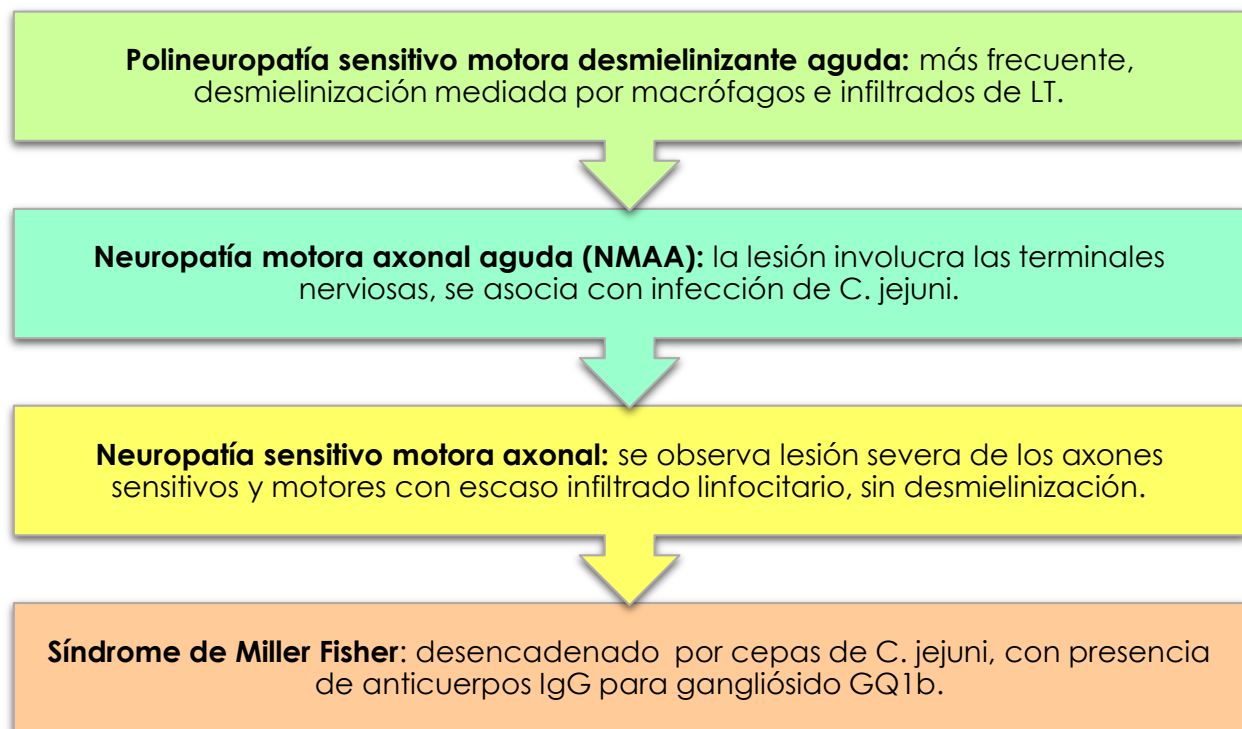 Polineuropatía sensitivo motora desmielinizante aguda: más frecuente,
desmielinización mediada por macrófagos e infiltrados de LT.
Neuropatía motora axonal aguda (NMAA): la lesión involucra las terminales
nerviosas, se asocia con infección de C. jejuni.
Neuropatía sensitivo motora axonal: se observa lesión severa de los axones
sensitivos y motores con escaso infiltrado linfocitario, sin desmielinización.
Síndrome de Miller Fisher: desencadenado por cepas de C. jejuni, con presencia
de anticuerpos IgG para gangliósido GQ1b.